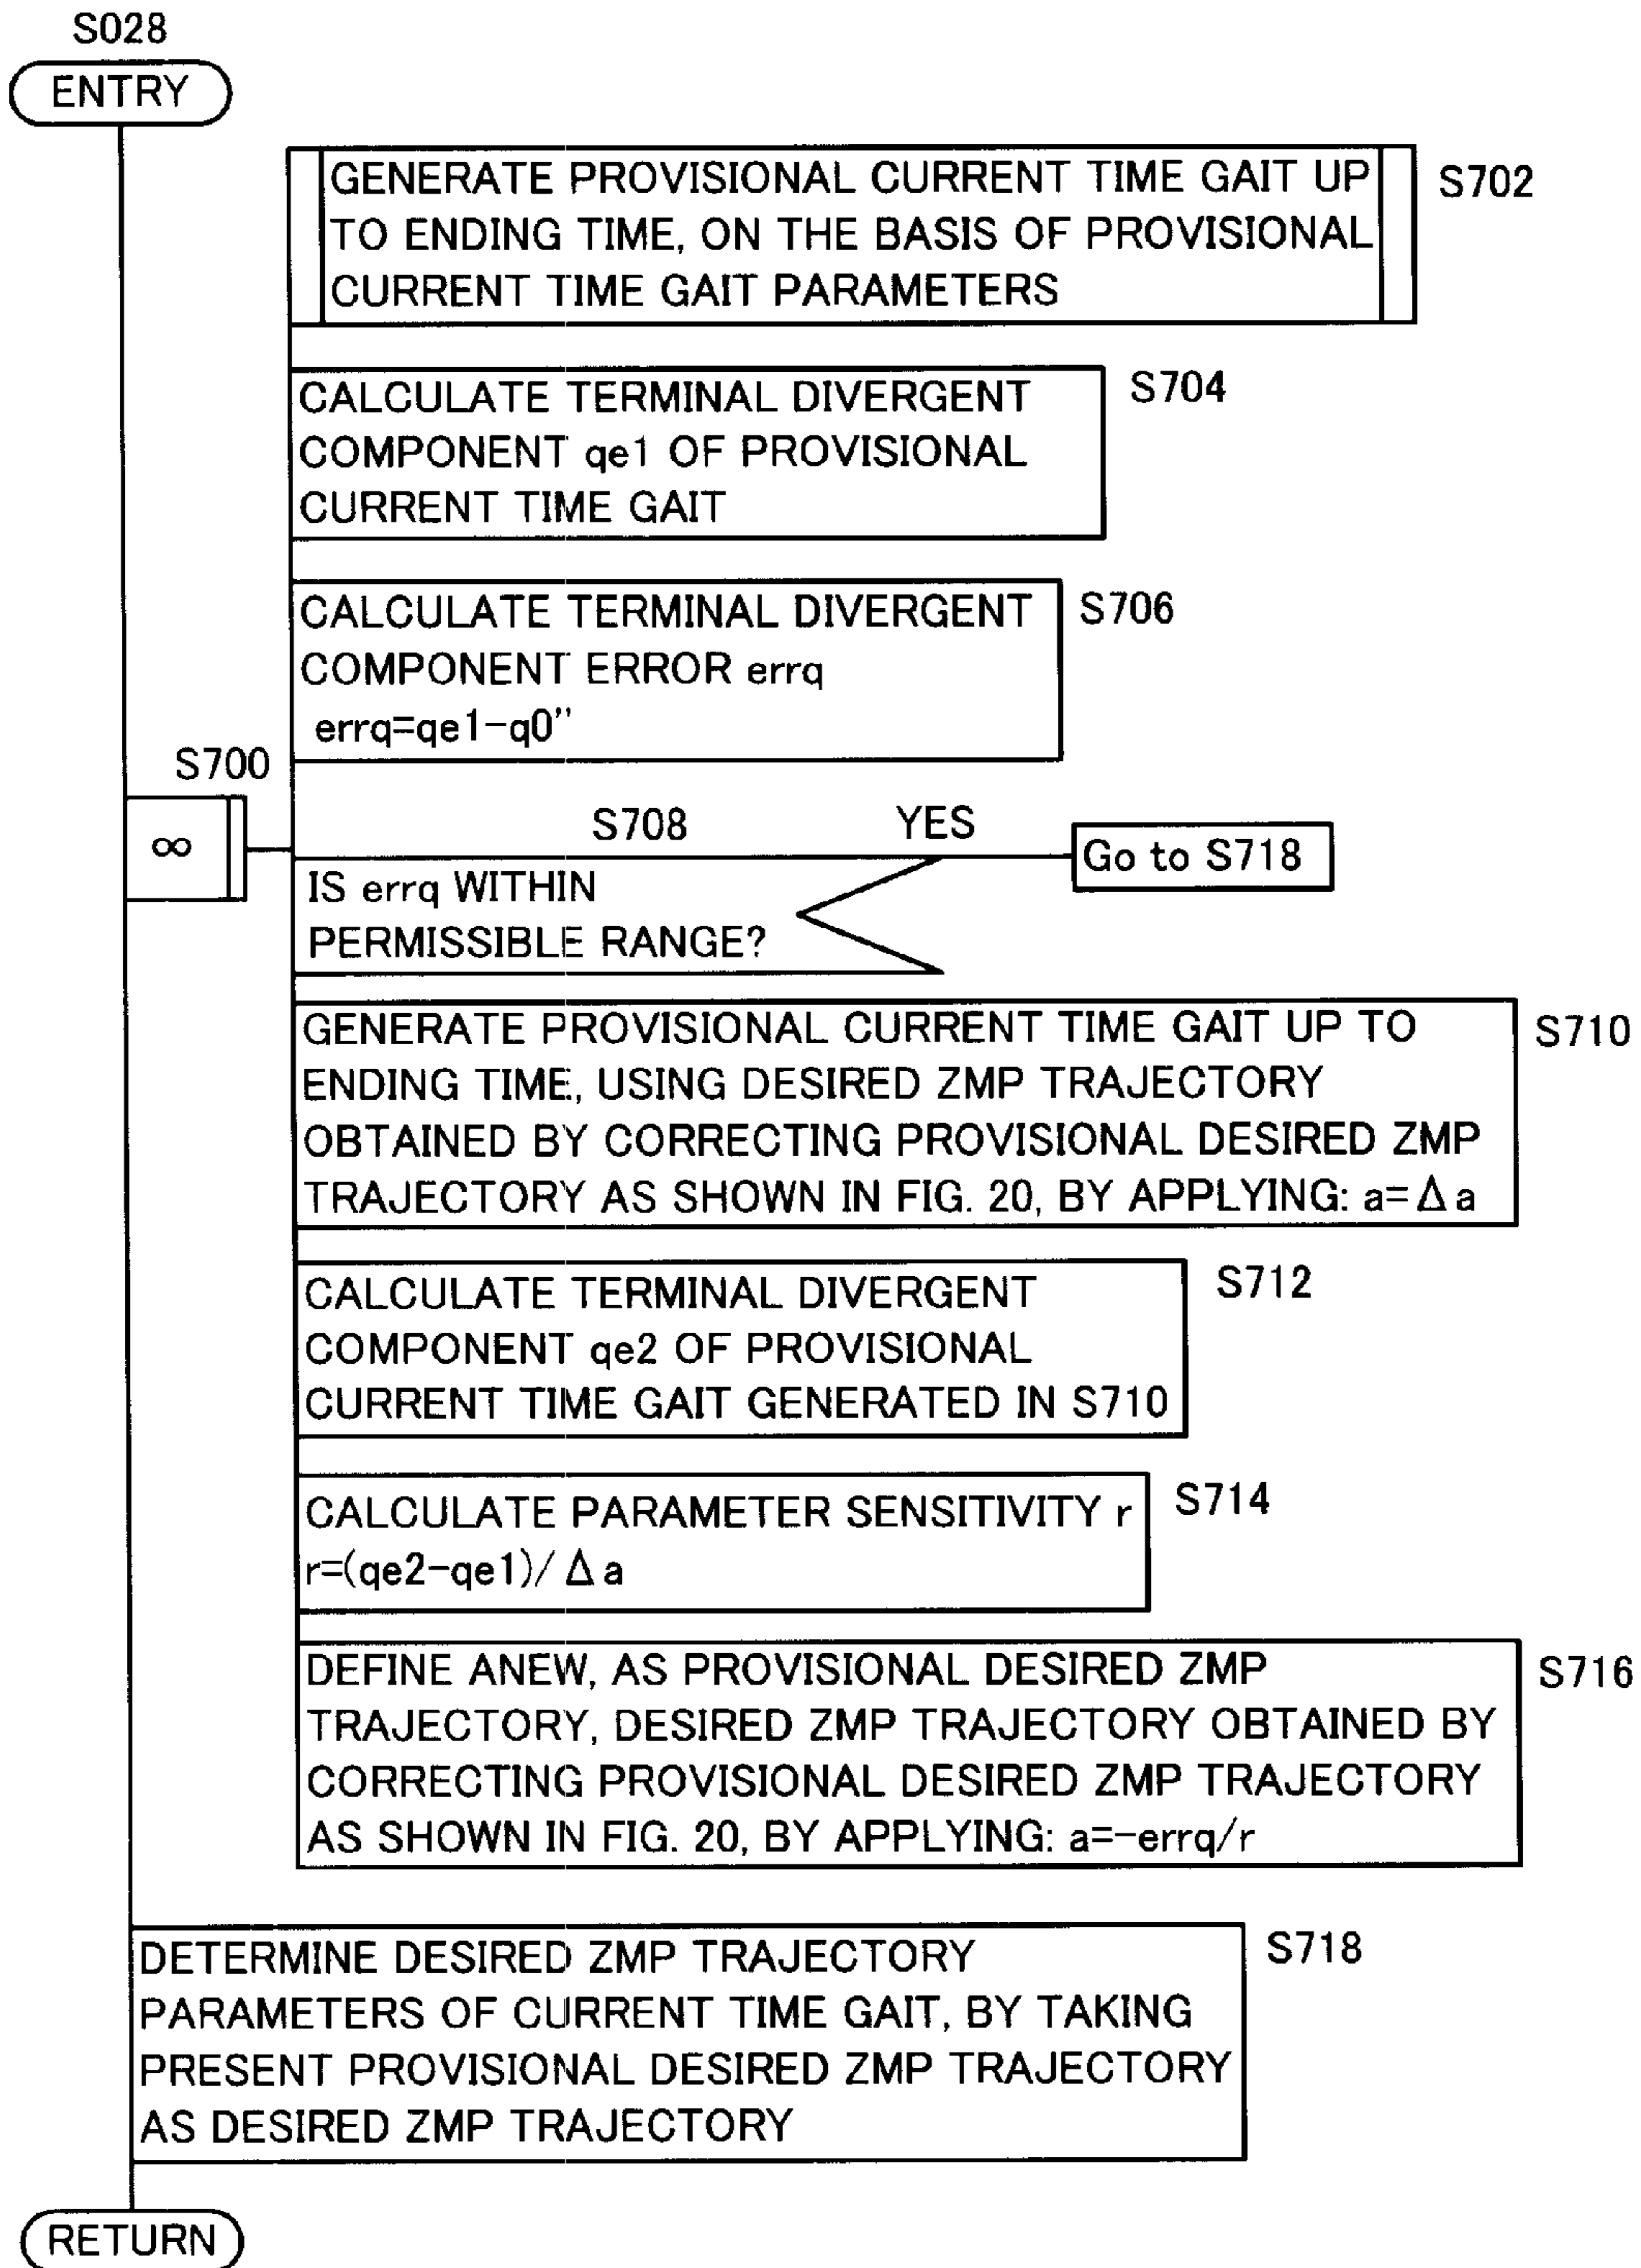 S028
ENTRY
GENERATE PROVISIONAL CURRENT TIME GAIT UP
TO ENDING TIME, ON THE BASIS OF PROVISIONAL
CURRENT TIME GAIT PARAMETERS
S702
CALCULATE TERMINAL DIVERGENT
COMPONENT qe1 OF PROVISIONAL
CURRENT TIME GAIT
S704
CALCULATE TERMINAL DIVERGENT
COMPONENT ERROR errq
errq=qe1-q0"
S706
S700
∞
S708
YES
Go to S718
IS errq WITHIN
PERMISSIBLE RANGE?
GENERATE PROVISIONAL CURRENT TIME GAIT UP TO
ENDING TIME, USING DESIRED ZMP TRAJECTORY
OBTAINED BY CORRECTING PROVISIONAL DESIRED ZMP
TRAJECTORY AS SHOWN IN FIG. 20, BY APPLYING: a=Δa
S710
CALCULATE TERMINAL DIVERGENT
COMPONENT qe2 OF PROVISIONAL
CURRENT TIME GAIT GENERATED IN S710
S712
CALCULATE PARAMETER SENSITIVITY r
r=(qe2-qe1)/Δa
S714
DEFINE ANEW, AS PROVISIONAL DESIRED ZMP
TRAJECTORY, DESIRED ZMP TRAJECTORY OBTAINED BY
CORRECTING PROVISIONAL DESIRED ZMP TRAJECTORY
AS SHOWN IN FIG. 20, BY APPLYING: a=-errq/r
S716
DETERMINE DESIRED ZMP TRAJECTORY
PARAMETERS OF CURRENT TIME GAIT, BY TAKING
PRESENT PROVISIONAL DESIRED ZMP TRAJECTORY
AS DESIRED ZMP TRAJECTORY
S718
RETURN